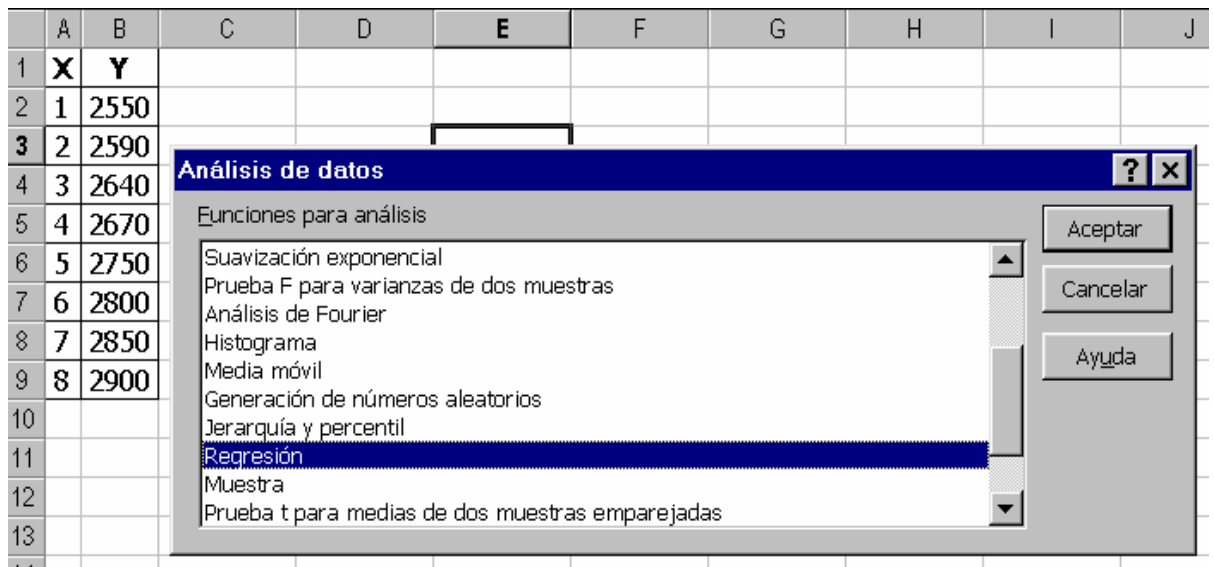 A B C D E F G H I J
1 X Y
2 1 2550
3 2 2590
4 3 2640
5 4 2670
6 5 2750
7 6 2800
8 7 2850
9 8 2900
10
11
12
13
Análisis de datos
Funciones para análisis
Suavización exponencial
Prueba F para varianzas de dos muestras
Análisis de Fourier
Histograma
Media móvil
Generación de números aleatorios
Jerarquía y percentil
Regresión
Muestra
Prueba t para medias de dos muestras emparejadas
Aceptar
Cancelar
Ayuda